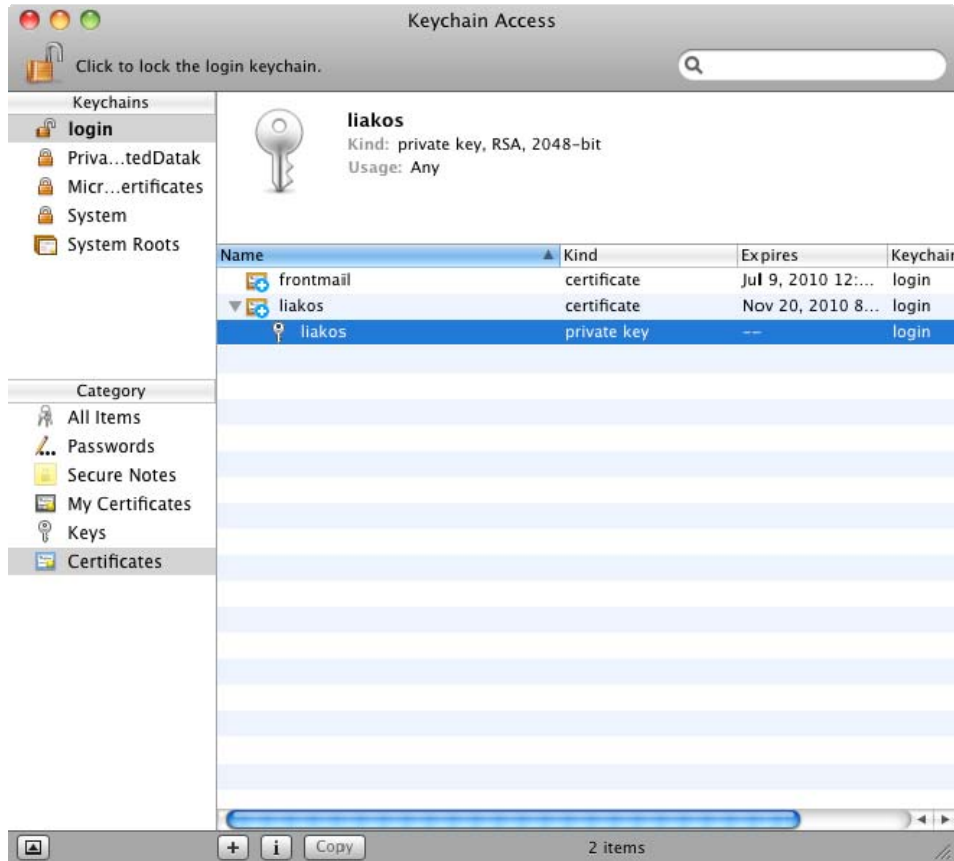 Keychain Access
Click to lock the login keychain.
Keychains
login
Priva...tedDatak
Micr...ertificates
System
System Roots
liakos
Kind: private key, RSA, 2048-bit
Usage: Any
Name Kind Expires Keychain
frontmail certificate Jul 9, 2010 12:... login
liakos certificate Nov 20, 2010 8... login
liakos private key -- login
Category
All Items
Passwords
Secure Notes
My Certificates
Keys
Certificates
+ i Copy 2 items